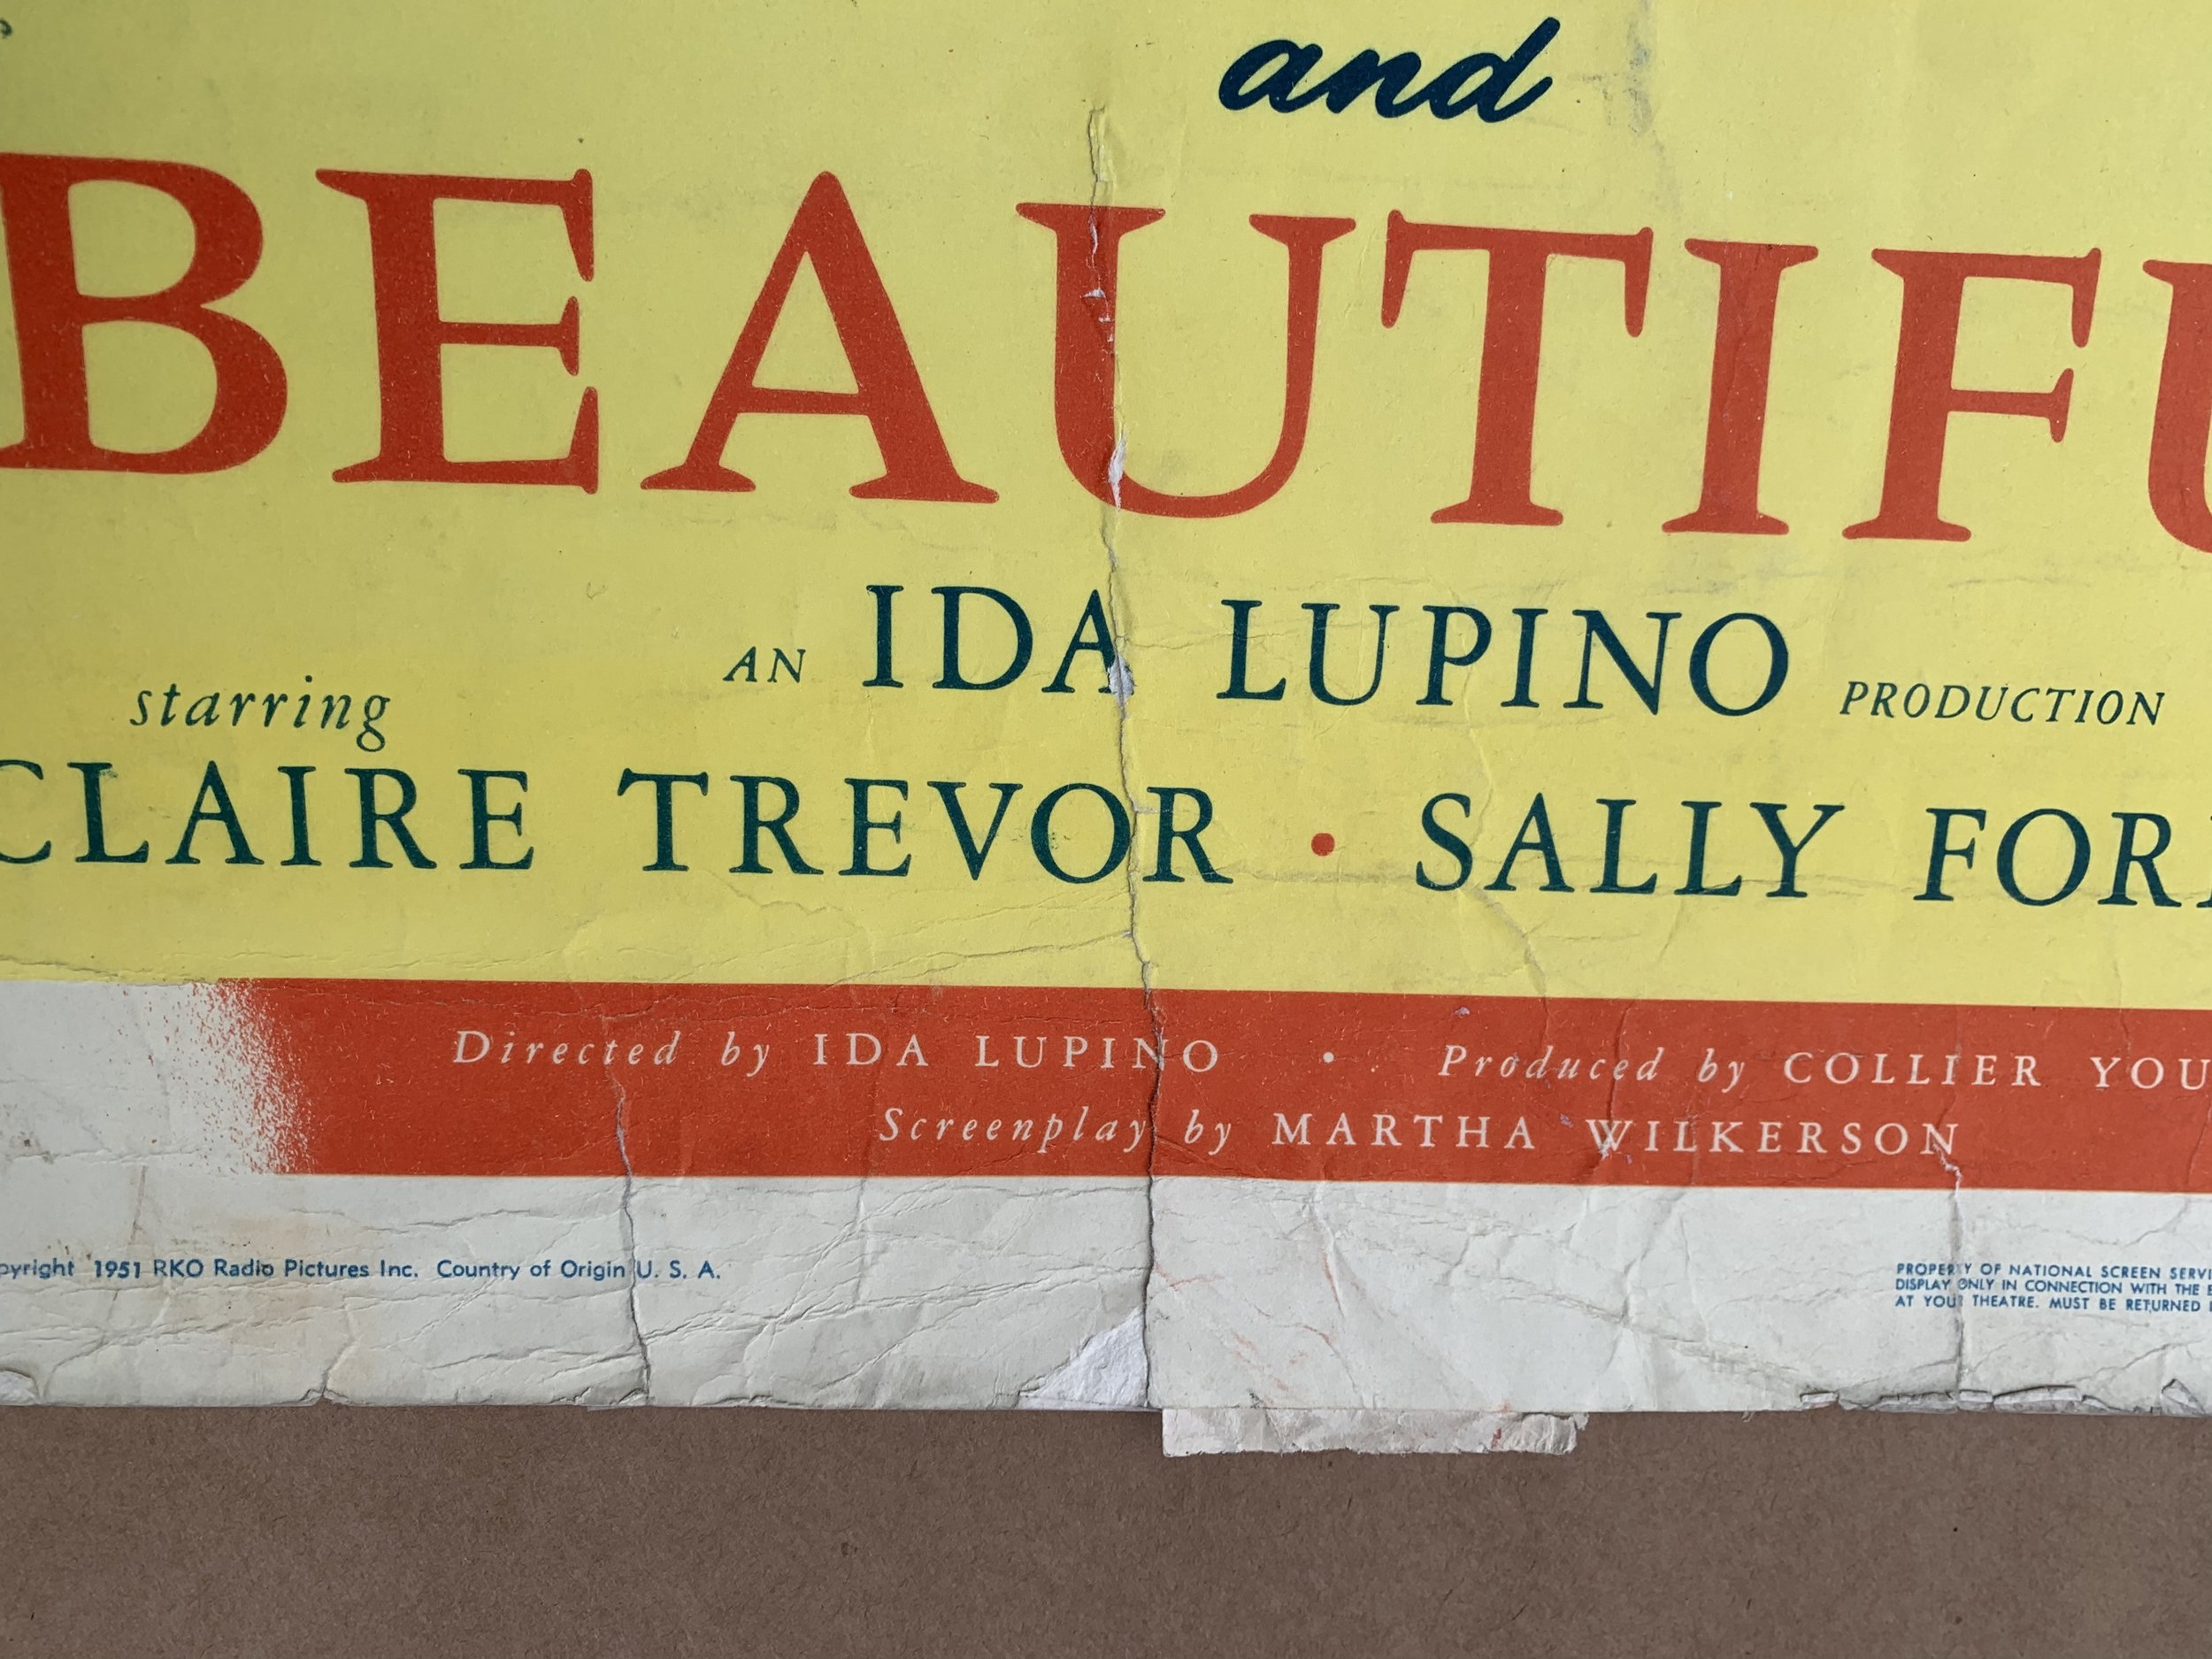 and
BEAUTIFU
AN IDA LUPINO PRODUCTION
starring
CLAIRE TREVOR • SALLY FOR
Directed by IDA LUPINO • Produced by COLLIER YOU
Screenplay by MARTHA WILKERSON
pyright 1951 RKO Radio Pictures Inc. Country of Origin U. S. A.
PROPERTY OF NATIONAL SCREEN SERVI
DISPLAY ONLY IN CONNECTION WITH THE
AT YOUR THEATRE. MUST BE RETURNED